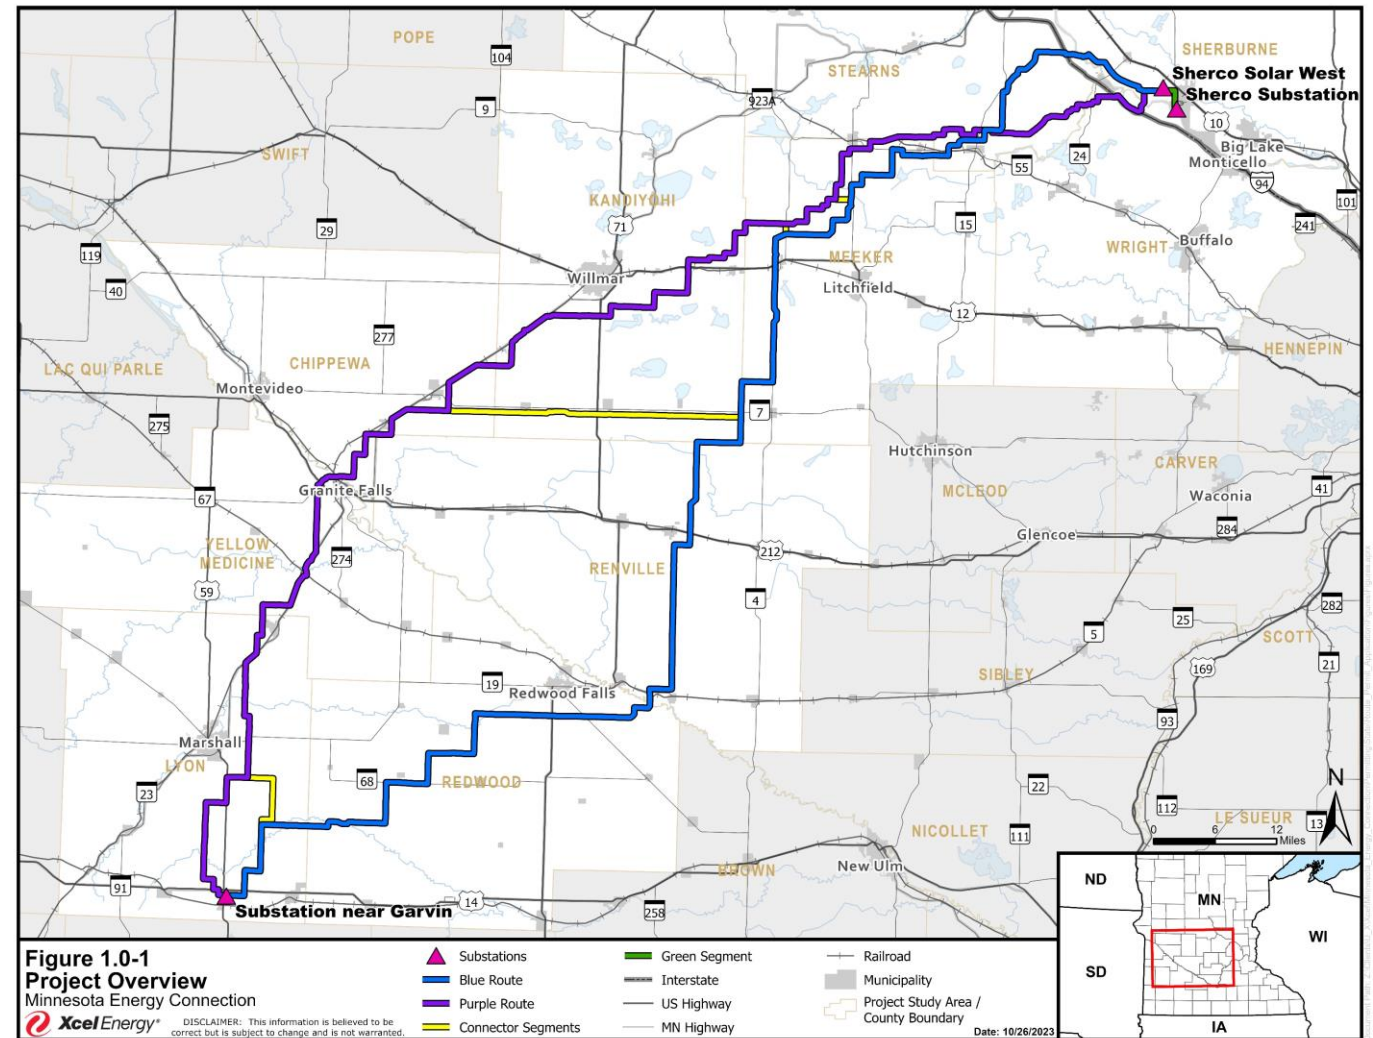 POPE
104
STEARNS
SHERBURNE
Sherco Solar West
Sherco Substation
9
923A
10
Big Lake
Monticello
SWIFT
24
55
94
101
KANDIYOHI
29
71
15
241
119
WRIGHT
Buffalo
MEEKER
40
Willmar
Litchfield
12
277
HENNEPIN
CHIPPEWA
LAC QUI PARLE
Montevideo
7
275
Hutchinson
CARVER
Granite Falls
MCLEOD
Waconia
41
67
284
Glencoe
YELLOW
MEDICINE
274
212
RENVILLE
59
4
282
25
5
SCOTT
169
21
SIBLEY
19
Redwood Falls
93
Marshall
LYON
68
REDWOOD
22
N
23
112
LE SUEUR
13
0 6 12
Miles
NICOLLET
111
BROWN
New Ulm
91
14
258
Substation near Garvin
ND
MN
WI
SD
IA
Figure 1.0-1
Project Overview
Minnesota Energy Connection
Xcel Energy®
DISCLAIMER: This information is believed to be
correct but is subject to change and is not warranted.
Substations
Blue Route
Purple Route
Connector Segments
Green Segment
Interstate
US Highway
MN Highway
Railroad
Municipality
Project Study Area /
County Boundary
Date: 10/26/2023